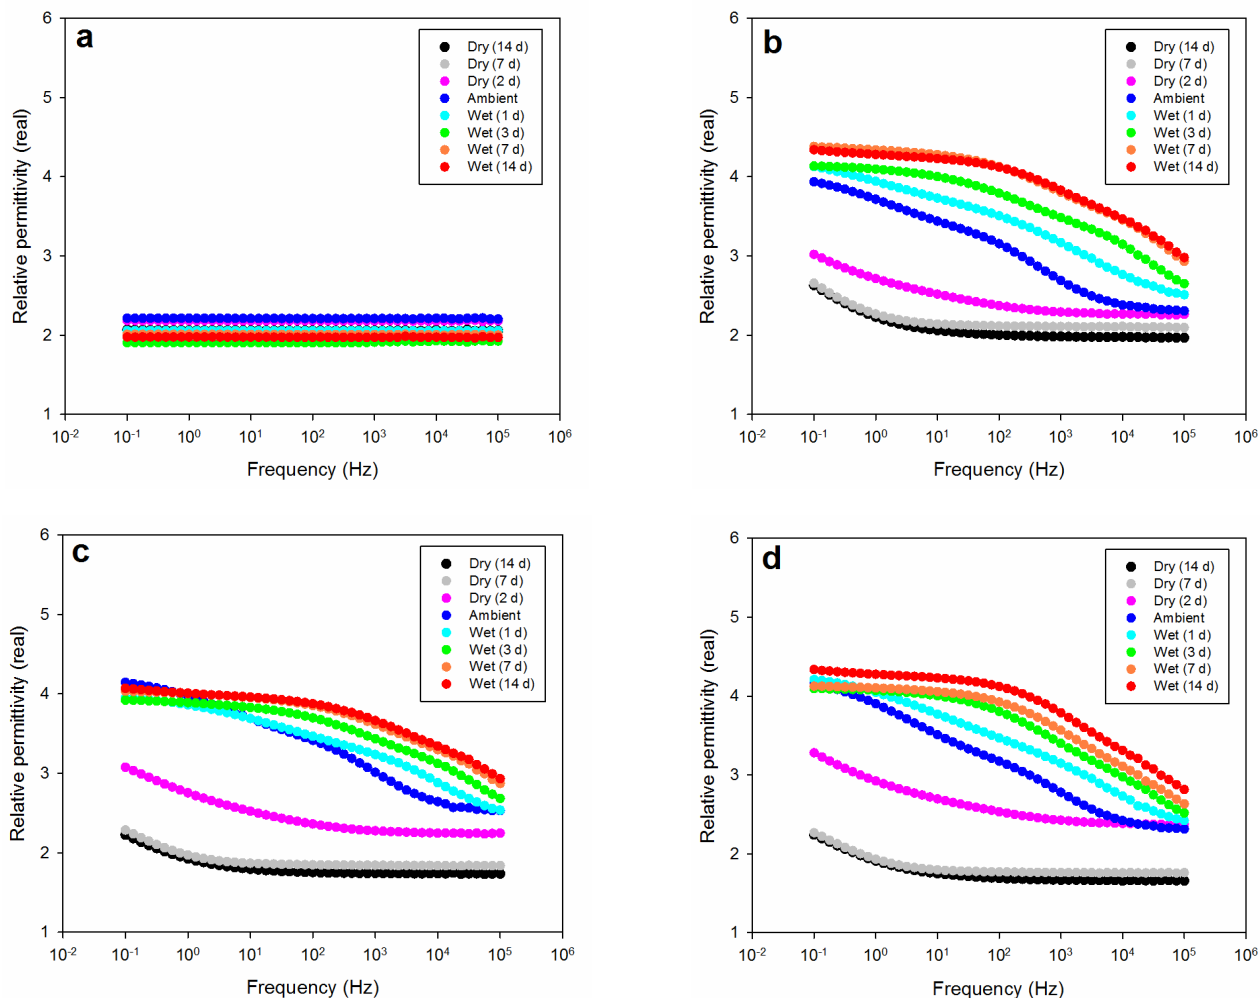 a
6
5
4
3
2
1
Relative permittivity (real)
Dry (14 d)
Dry (7 d)
Dry (2 d)
Ambient
Wet (1 d)
Wet (3 d)
Wet (7 d)
Wet (14 d)
10-2 10-1 100 101 102 103 104 105 106
Frequency (Hz)
b
6
5
4
3
2
1
Relative permittivity (real)
Dry (14 d)
Dry (7 d)
Dry (2 d)
Ambient
Wet (1 d)
Wet (3 d)
Wet (7 d)
Wet (14 d)
10-2 10-1 100 101 102 103 104 105 106
Frequency (Hz)
c
6
5
4
3
2
1
Relative permittivity (real)
Dry (14 d)
Dry (7 d)
Dry (2 d)
Ambient
Wet (1 d)
Wet (3 d)
Wet (7 d)
Wet (14 d)
10-2 10-1 100 101 102 103 104 105 106
Frequency (Hz)
d
6
5
4
3
2
1
Relative permittivity (real)
Dry (14 d)
Dry (7 d)
Dry (2 d)
Ambient
Wet (1 d)
Wet (3 d)
Wet (7 d)
Wet (14 d)
10-2 10-1 100 101 102 103 104 105 106
Frequency (Hz)